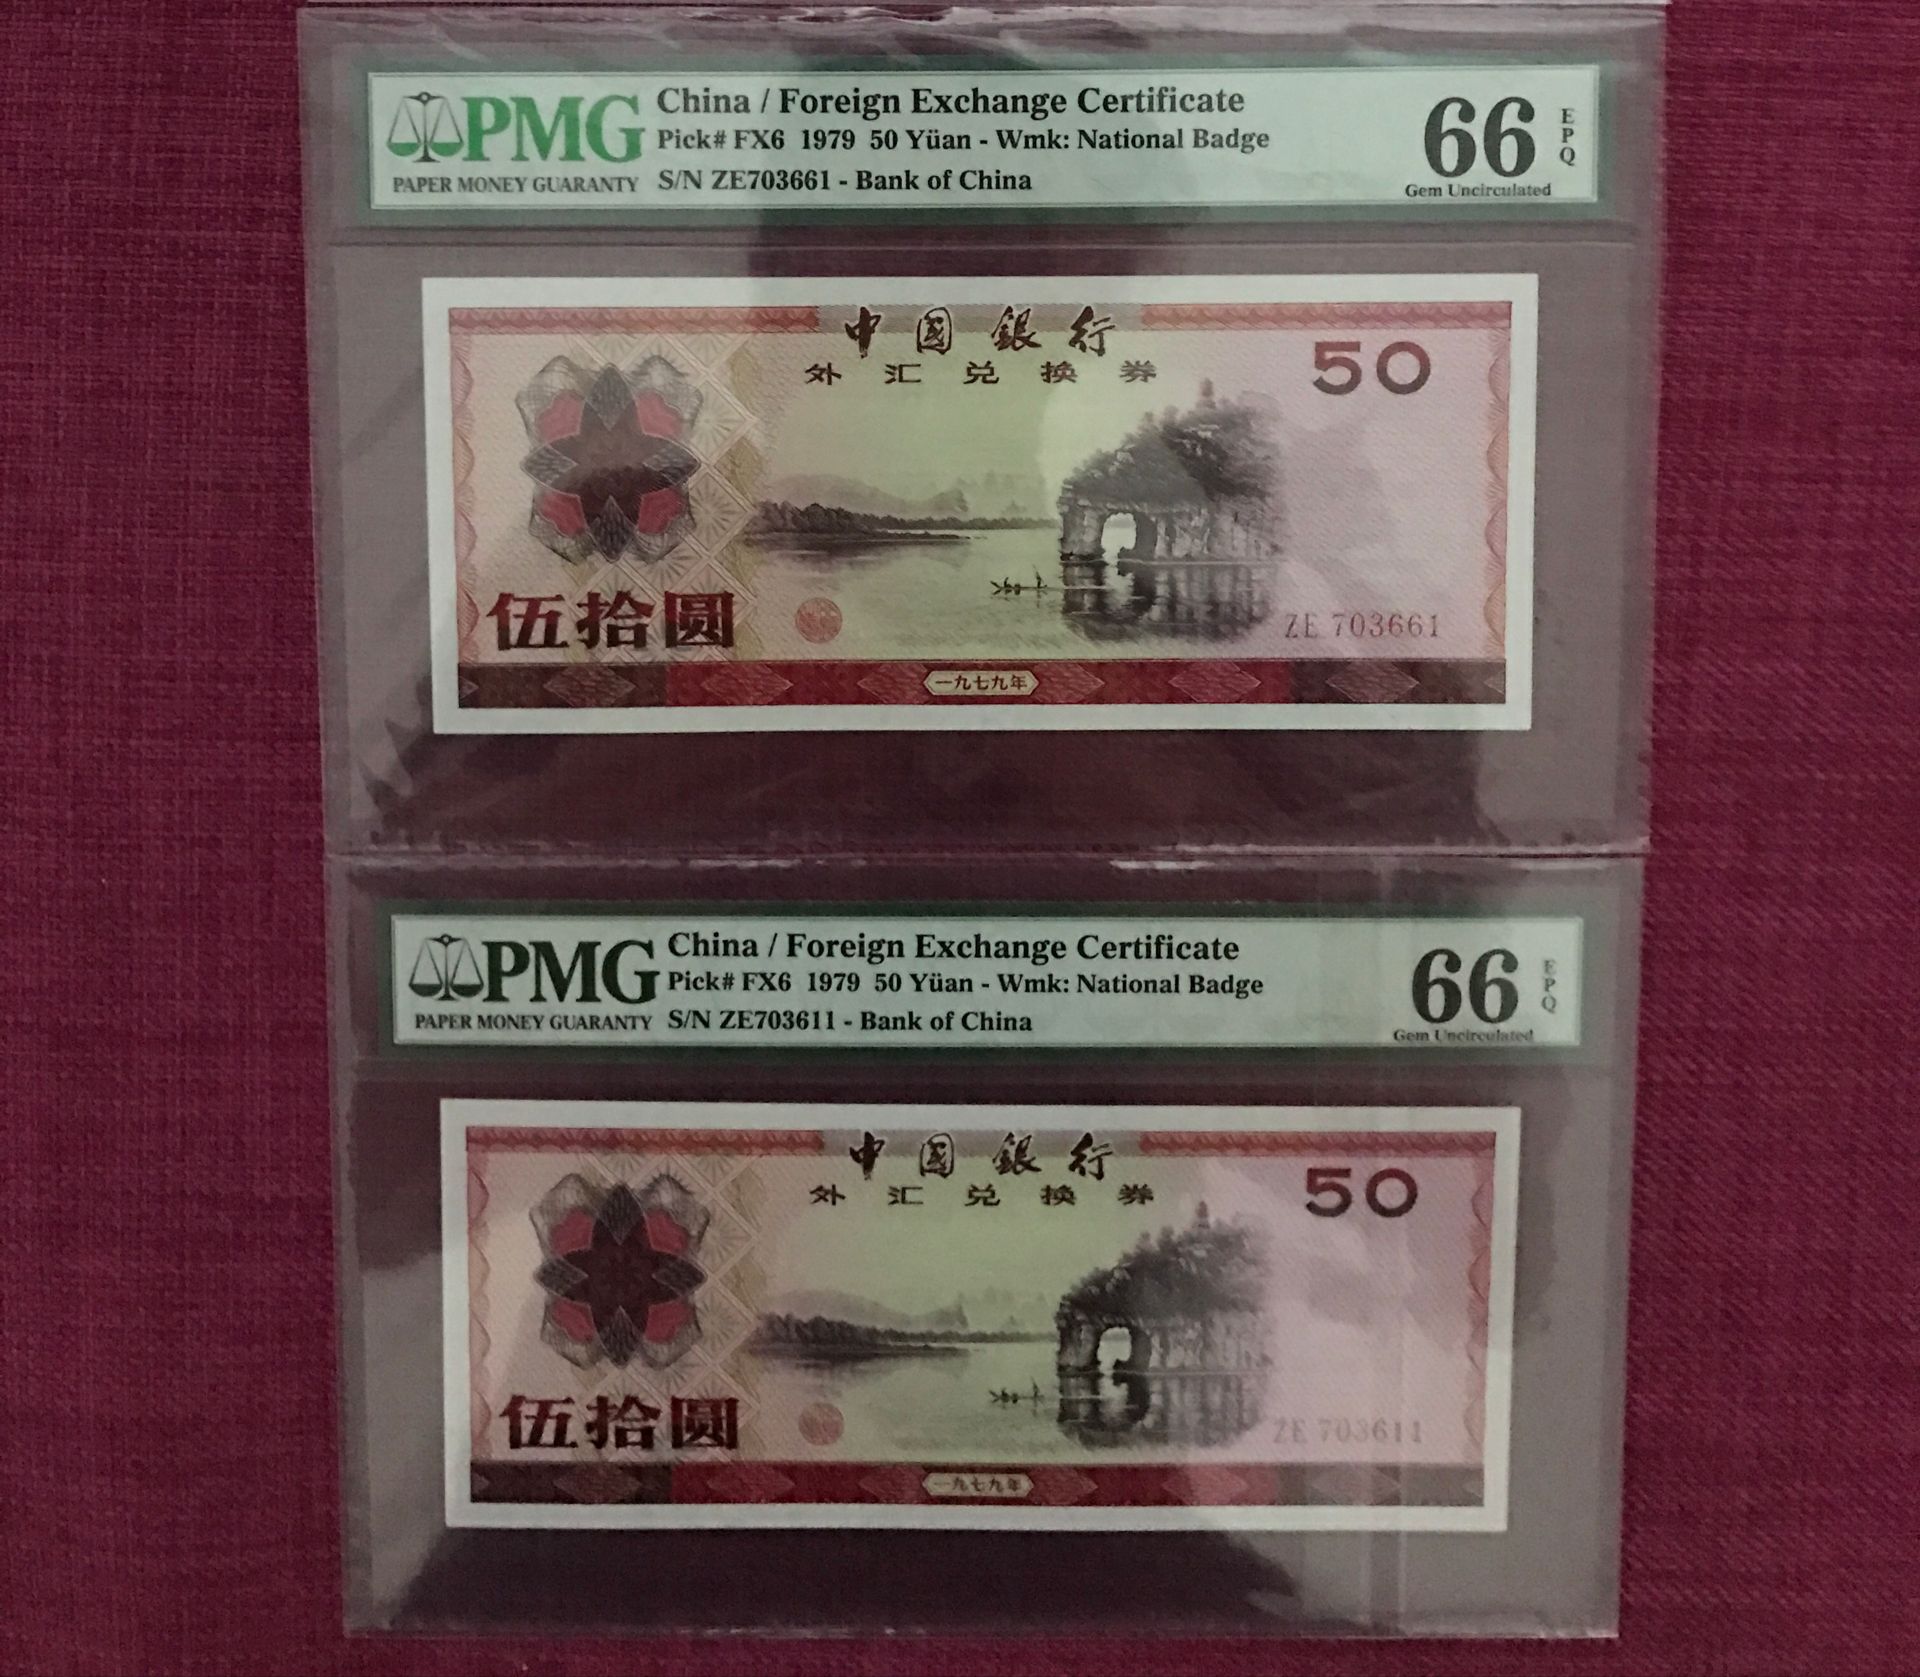 PMG
PAPER MONEY GUARANTY
China / Foreign Exchange Certificate
Pick# FX6 1979 50 Yüan - Wmk: National Badge
S/N ZE703661 - Bank of China
66
EPQ
Gem Uncirculated
中国銀行
外汇兑换券
50
伍拾圆
ZE 703661
一九七九年
PMG
PAPER MONEY GUARANTY
China / Foreign Exchange Certificate
Pick# FX6 1979 50 Yüan - Wmk: National Badge
S/N ZE703611 - Bank of China
66
EPQ
Gem Uncirculated
中国銀行
外汇兑换券
50
伍拾圆
ZE 703611
一九七九年